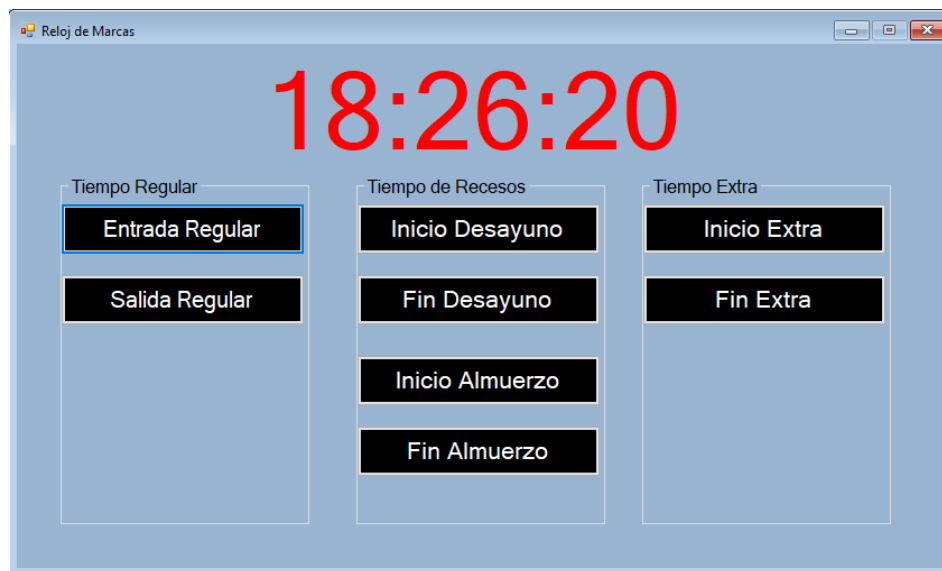 Reloj de Marcas
18:26:20
Tiempo Regular
Entrada Regular
Salida Regular
Tiempo de Recesos
Inicio Desayuno
Fin Desayuno
Inicio Almuerzo
Fin Almuerzo
Tiempo Extra
Inicio Extra
Fin Extra